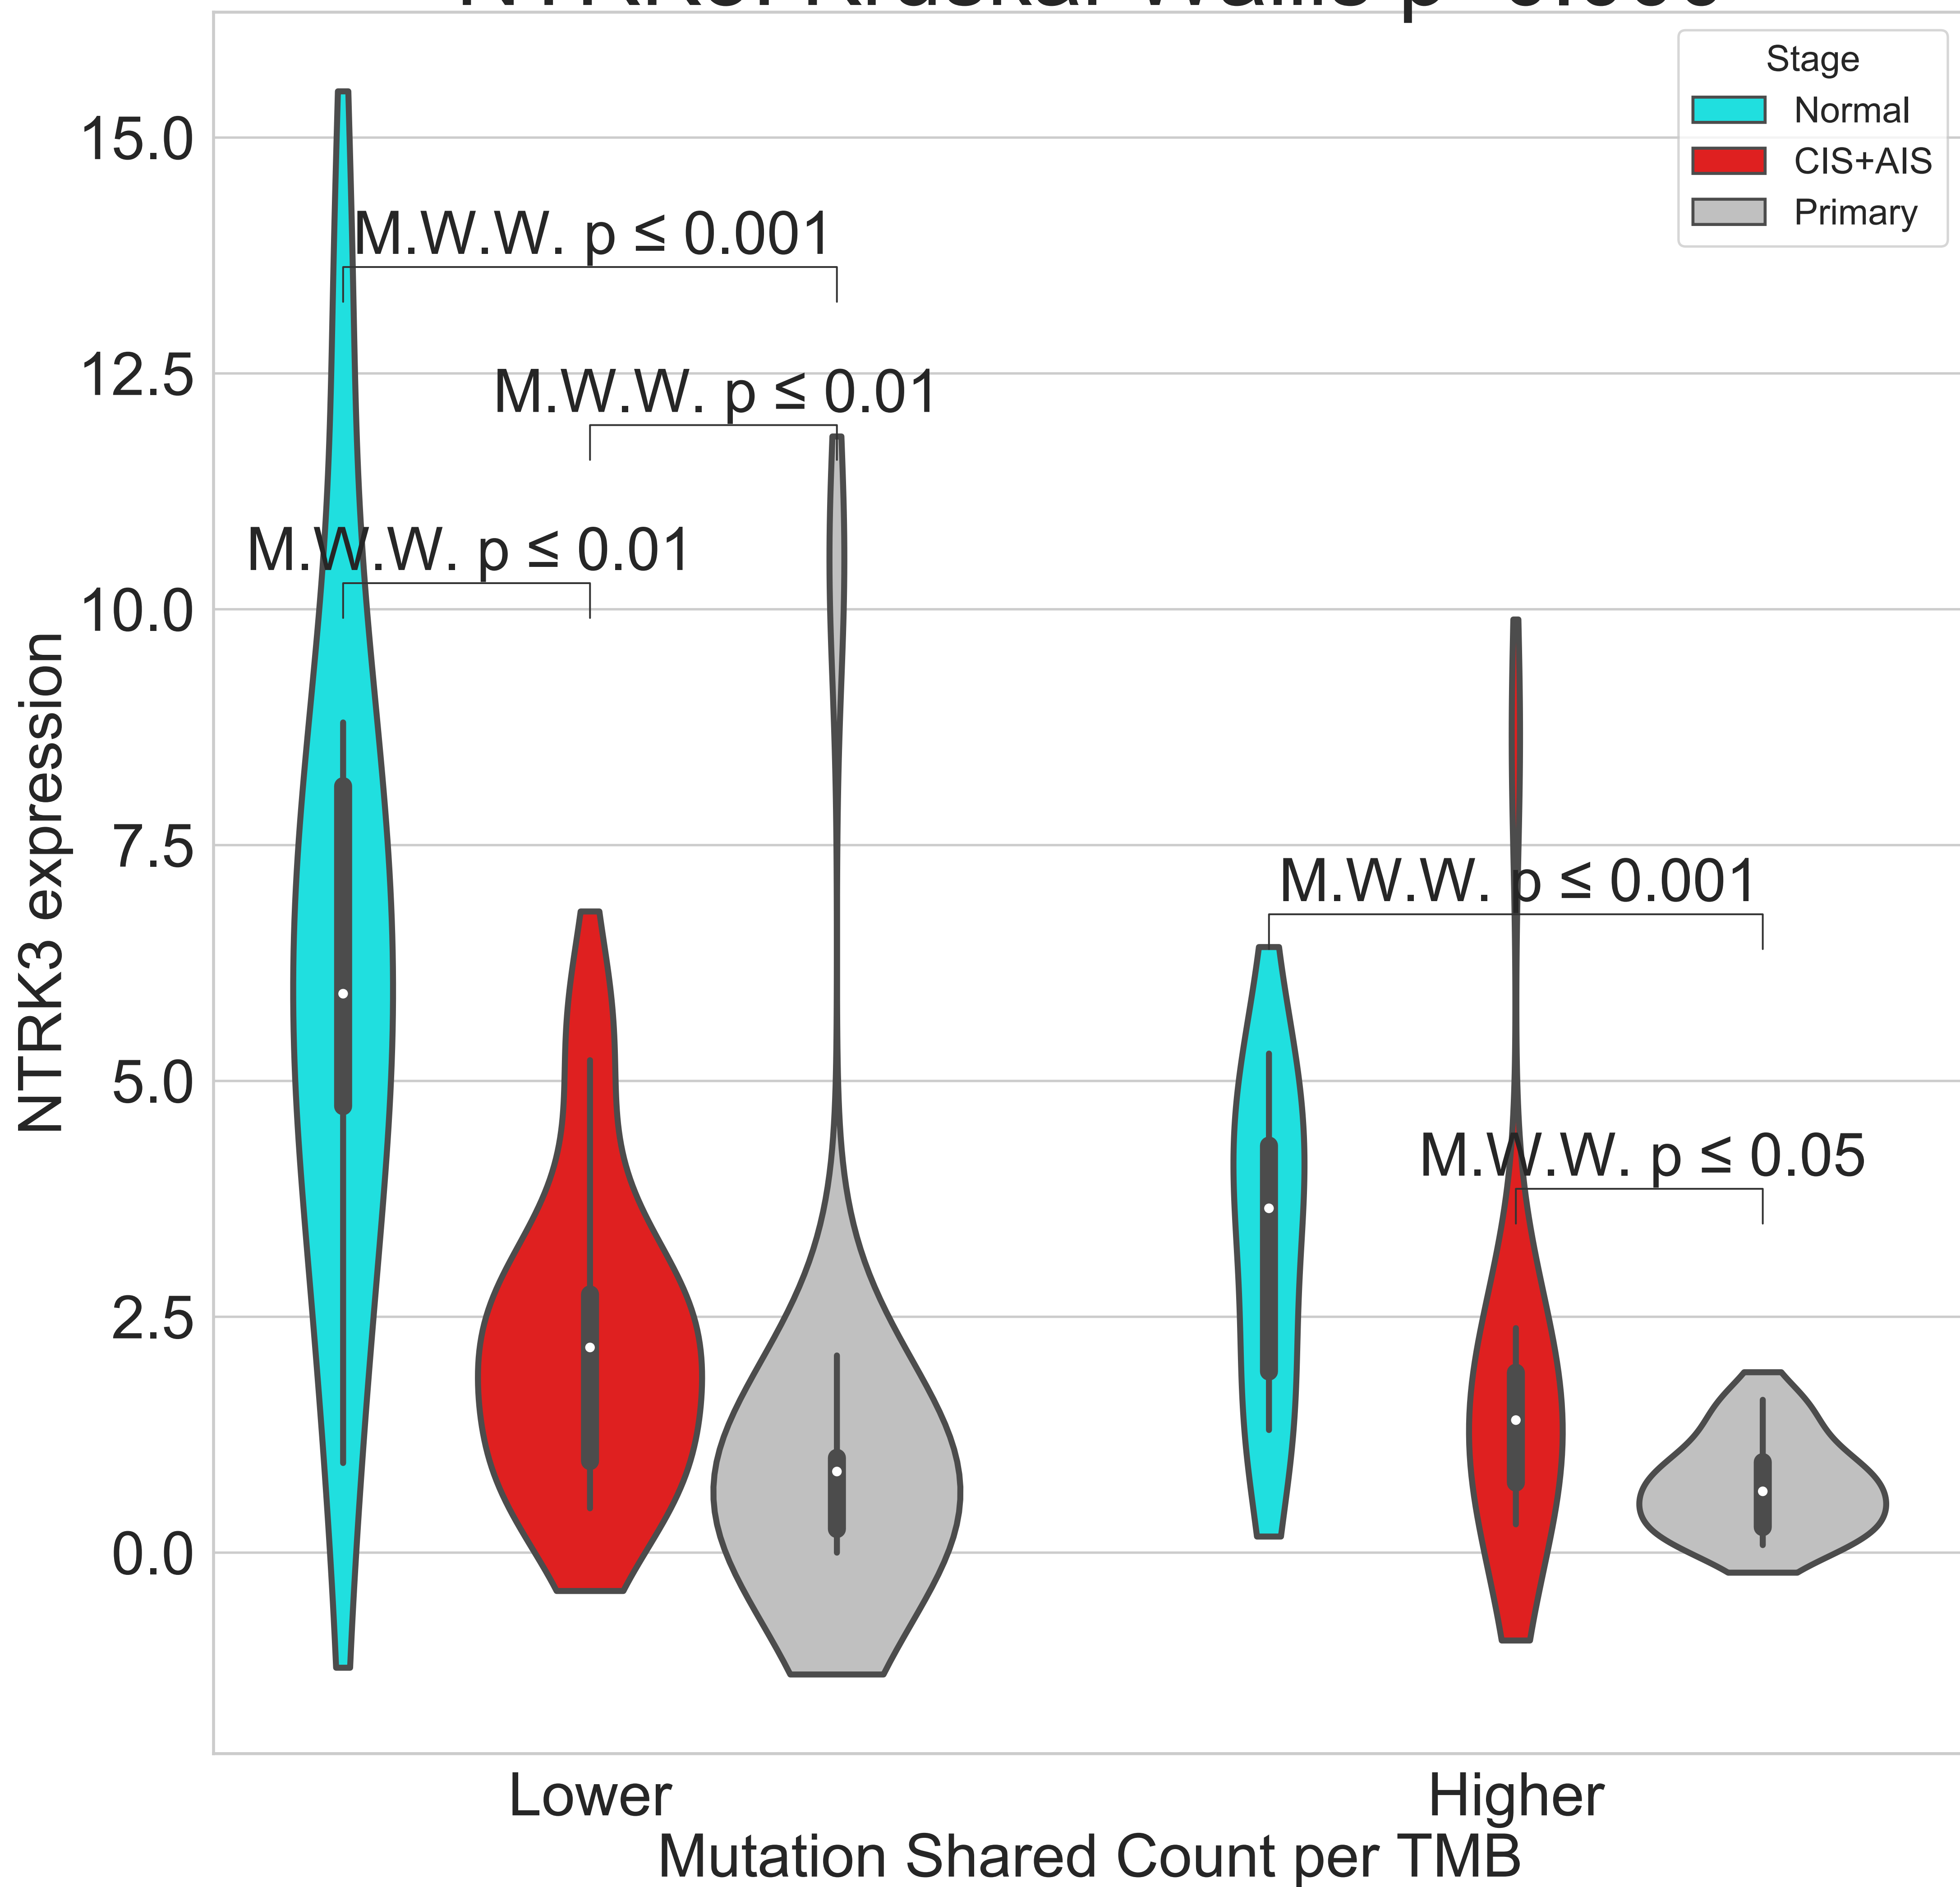 Stage
Normal
CIS+AIS
Primary
15.0
12.5
10.0
7.5
5.0
2.5
0.0
NTRK3 expression
M.W.W. p ≤ 0.001
M.W.W. p ≤ 0.01
M.W.W. p ≤ 0.01
M.W.W. p ≤ 0.001
M.W.W. p ≤ 0.05
Lower
Higher
Mutation Shared Count per TMB